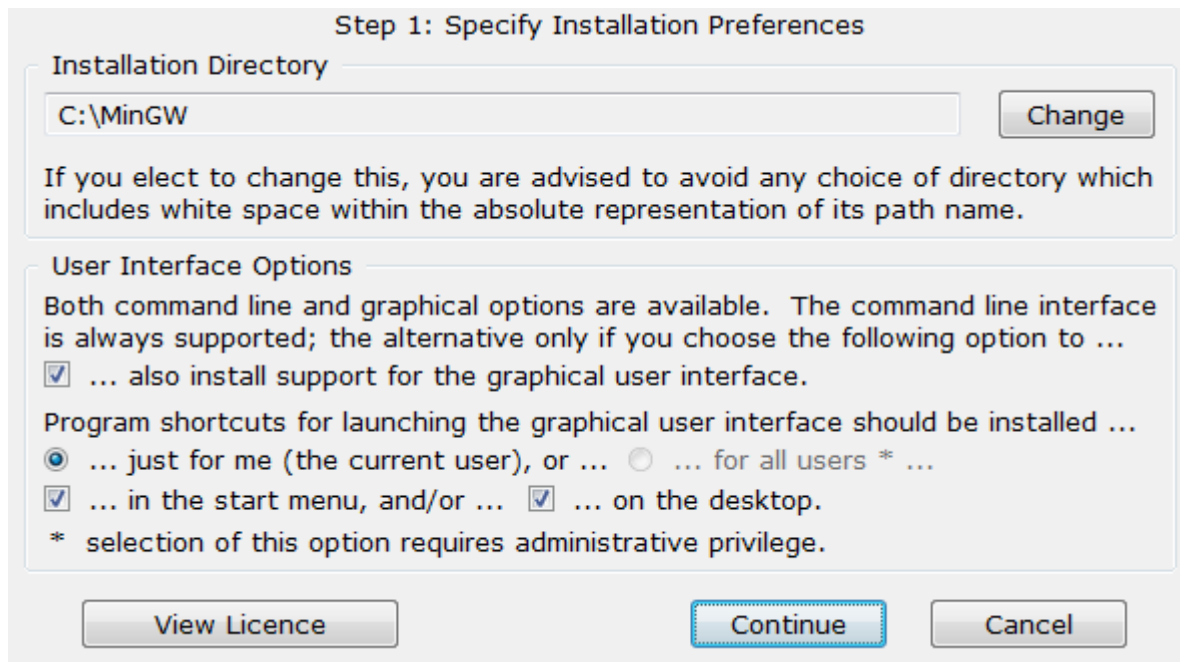 Step 1: Specify Installation Preferences
Installation Directory
C:\MinGW
Change
If you elect to change this, you are advised to avoid any choice of directory which
includes white space within the absolute representation of its path name.
User Interface Options
Both command line and graphical options are available.  The command line interface
is always supported; the alternative only if you choose the following option to ...
... also install support for the graphical user interface.
Program shortcuts for launching the graphical user interface should be installed ...
... just for me (the current user), or ... ... for all users * ...
... in the start menu, and/or ... ... on the desktop.
* selection of this option requires administrative privilege.
View Licence Continue Cancel